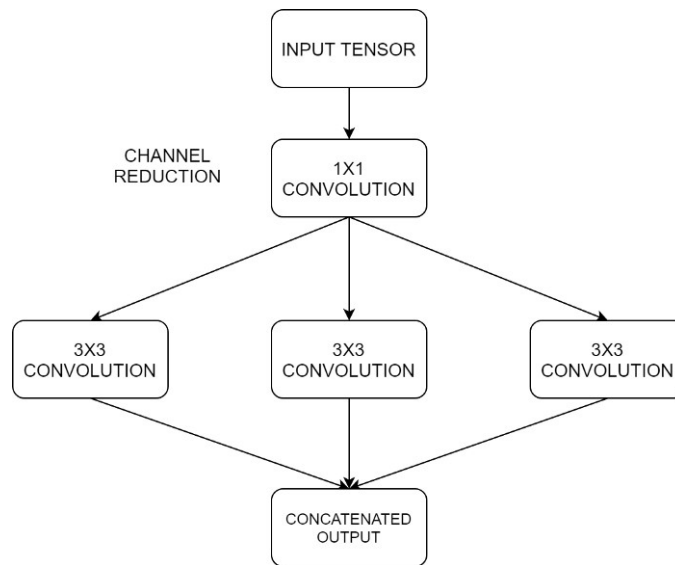 INPUT TENSOR
CHANNEL
REDUCTION
1X1
CONVOLUTION
3X3
CONVOLUTION
3X3
CONVOLUTION
3X3
CONVOLUTION
CONCATENATED
OUTPUT